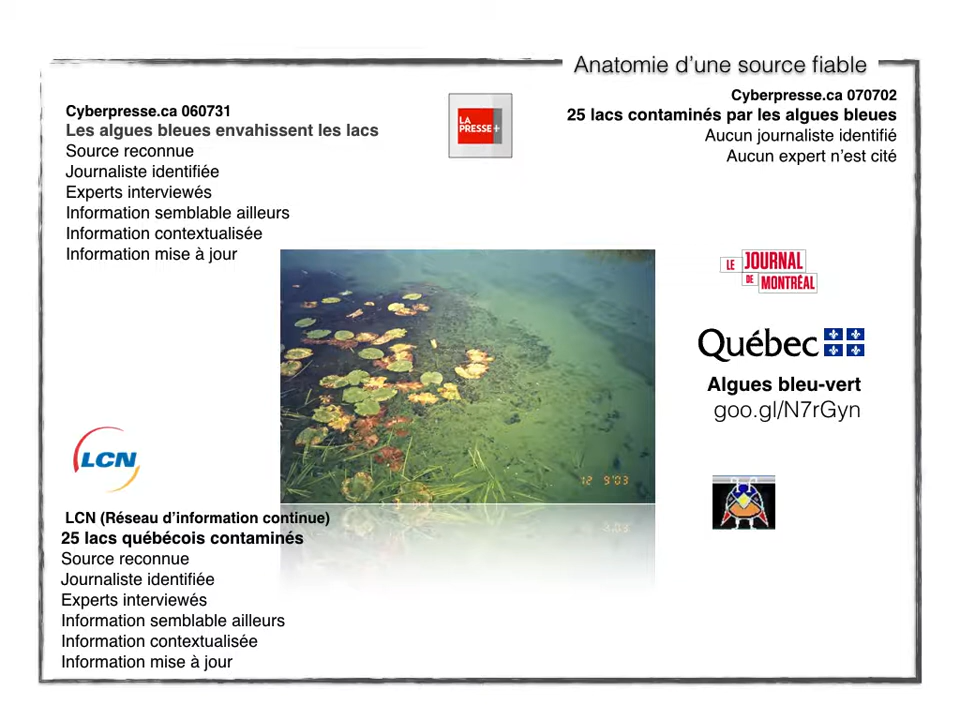 Anatomie d'une source fiable
Cyberpresse.ca 060731
Les algues bleues envahissent les lacs
Source reconnue
Journaliste identifiée
Experts interviewés
Information semblable ailleurs
Information contextualisée
Information mise à jour
LA
PRESSE+
Cyberpresse.ca 070702
25 lacs contaminés par les algues bleues
Aucun journaliste identifié
Aucun expert n'est cité
LE JOURNAL
DE MONTRÉAL
Québec
Algues bleu-vert
goo.gl/N7rGyn
12 9'03
LCN
LCN (Réseau d'information continue)
25 lacs québécois contaminés
Source reconnue
Journaliste identifiée
Experts interviewés
Information semblable ailleurs
Information contextualisée
Information mise à jour